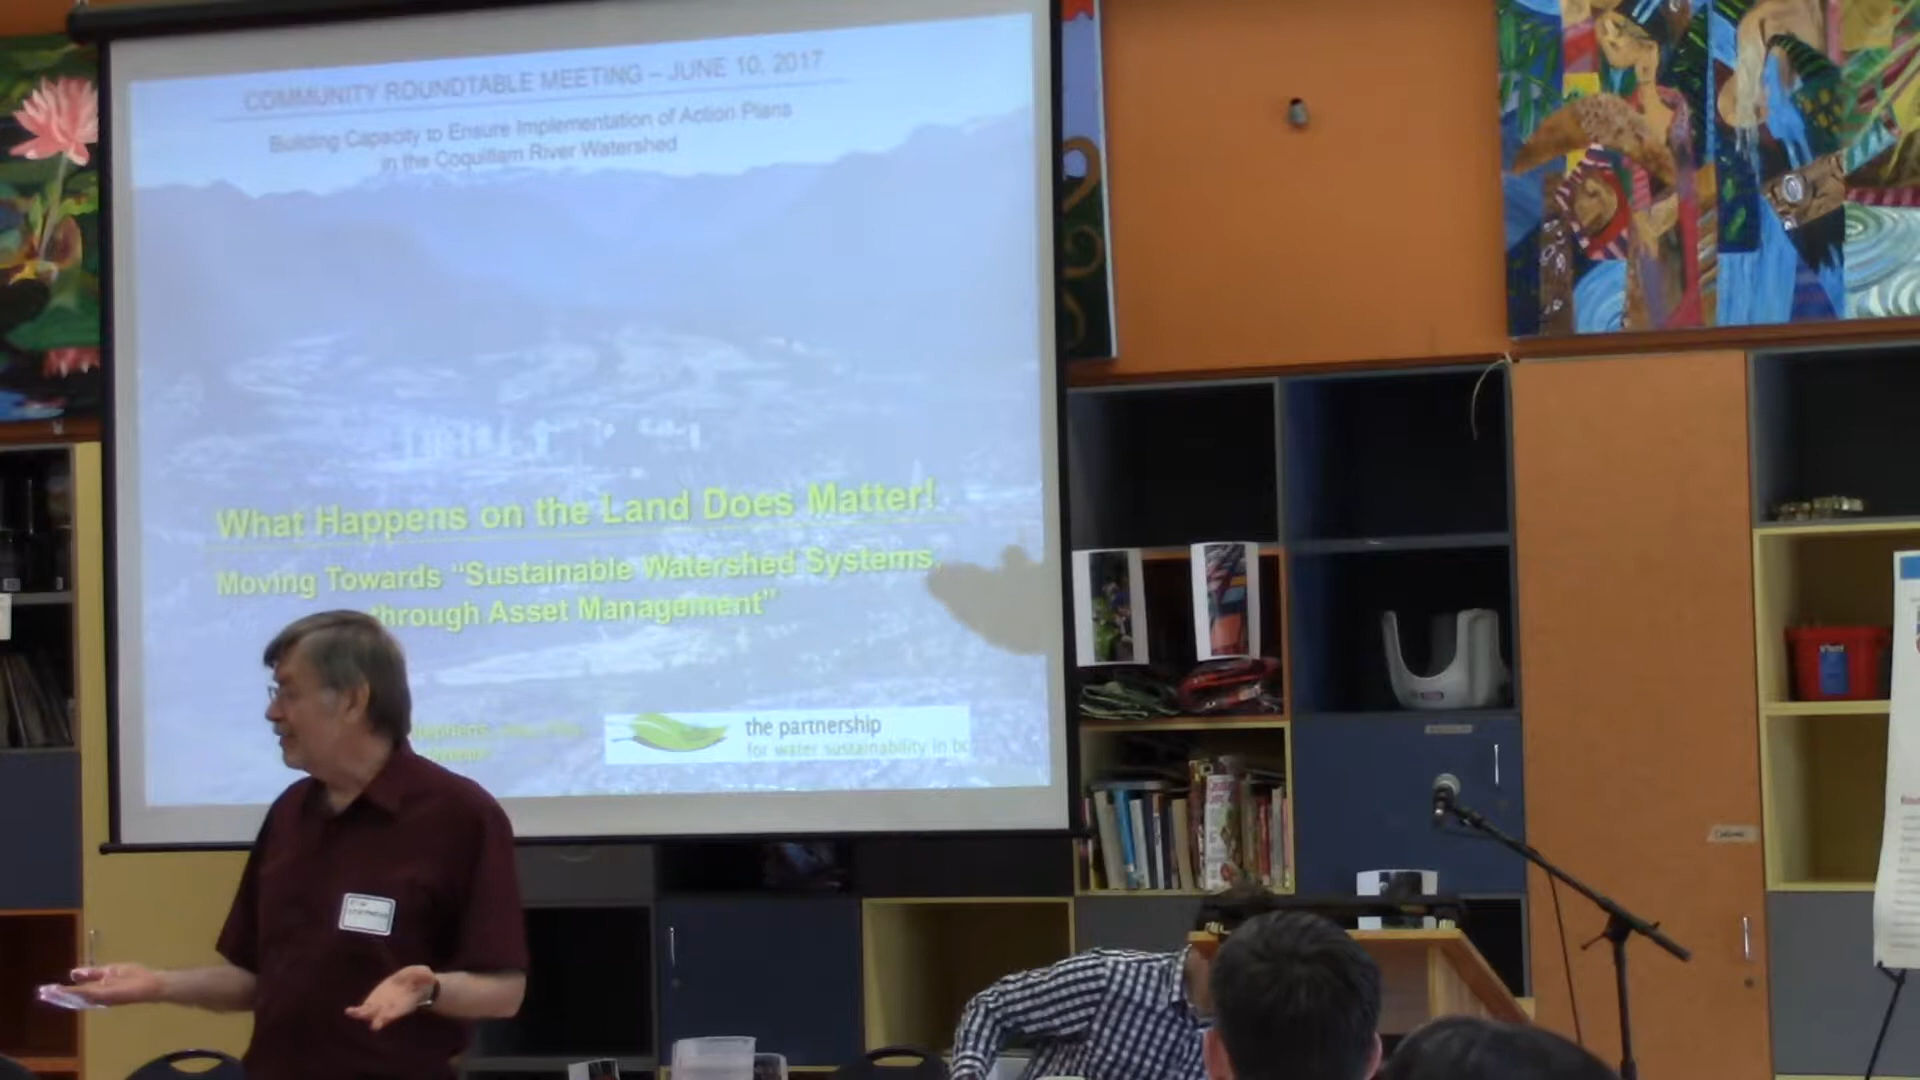 COMMUNITY ROUNDTABLE MEETING – JUNE 10, 2017
Building Capacity to Ensure Implementation of Action Plans
in the Coquitlam River Watershed
What Happens on the Land Does Matter!
Moving Towards “Sustainable Watershed Systems,
through Asset Management”
the partnership
for water sustainability in bc